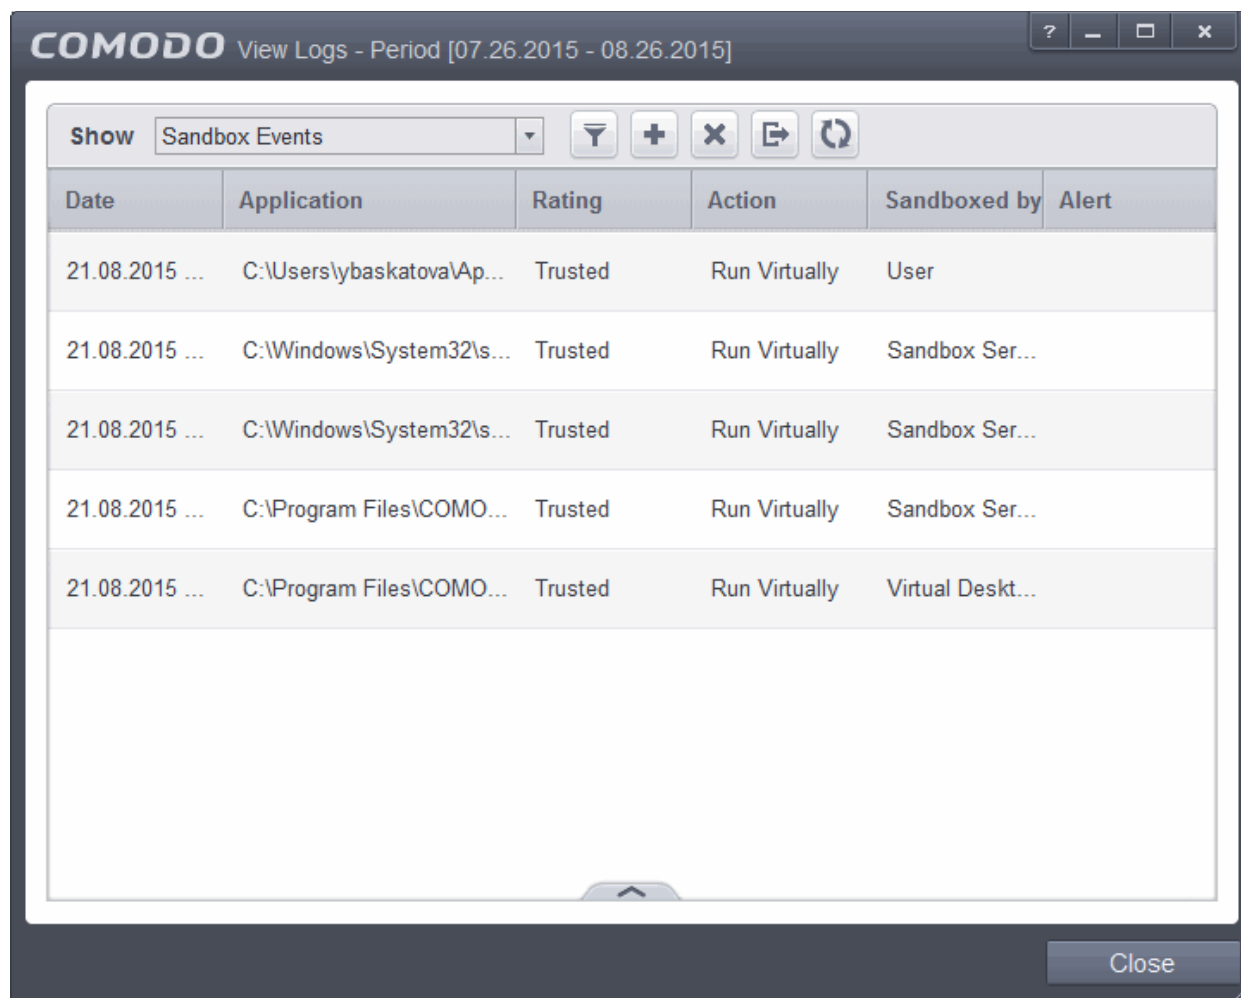 COMODO View Logs - Period [07.26.2015 - 08.26.2015] ?
Show Sandbox Events
Date Application Rating Action Sandboxed by Alert
21.08.2015 ... C:\Users\ybaskatova\Ap... Trusted Run Virtually User
21.08.2015 ... C:\Windows\System32\s... Trusted Run Virtually Sandbox Ser...
21.08.2015 ... C:\Windows\System32\s... Trusted Run Virtually Sandbox Ser...
21.08.2015 ... C:\Program Files\COMO... Trusted Run Virtually Sandbox Ser...
21.08.2015 ... C:\Program Files\COMO... Trusted Run Virtually Virtual Deskt...
Close